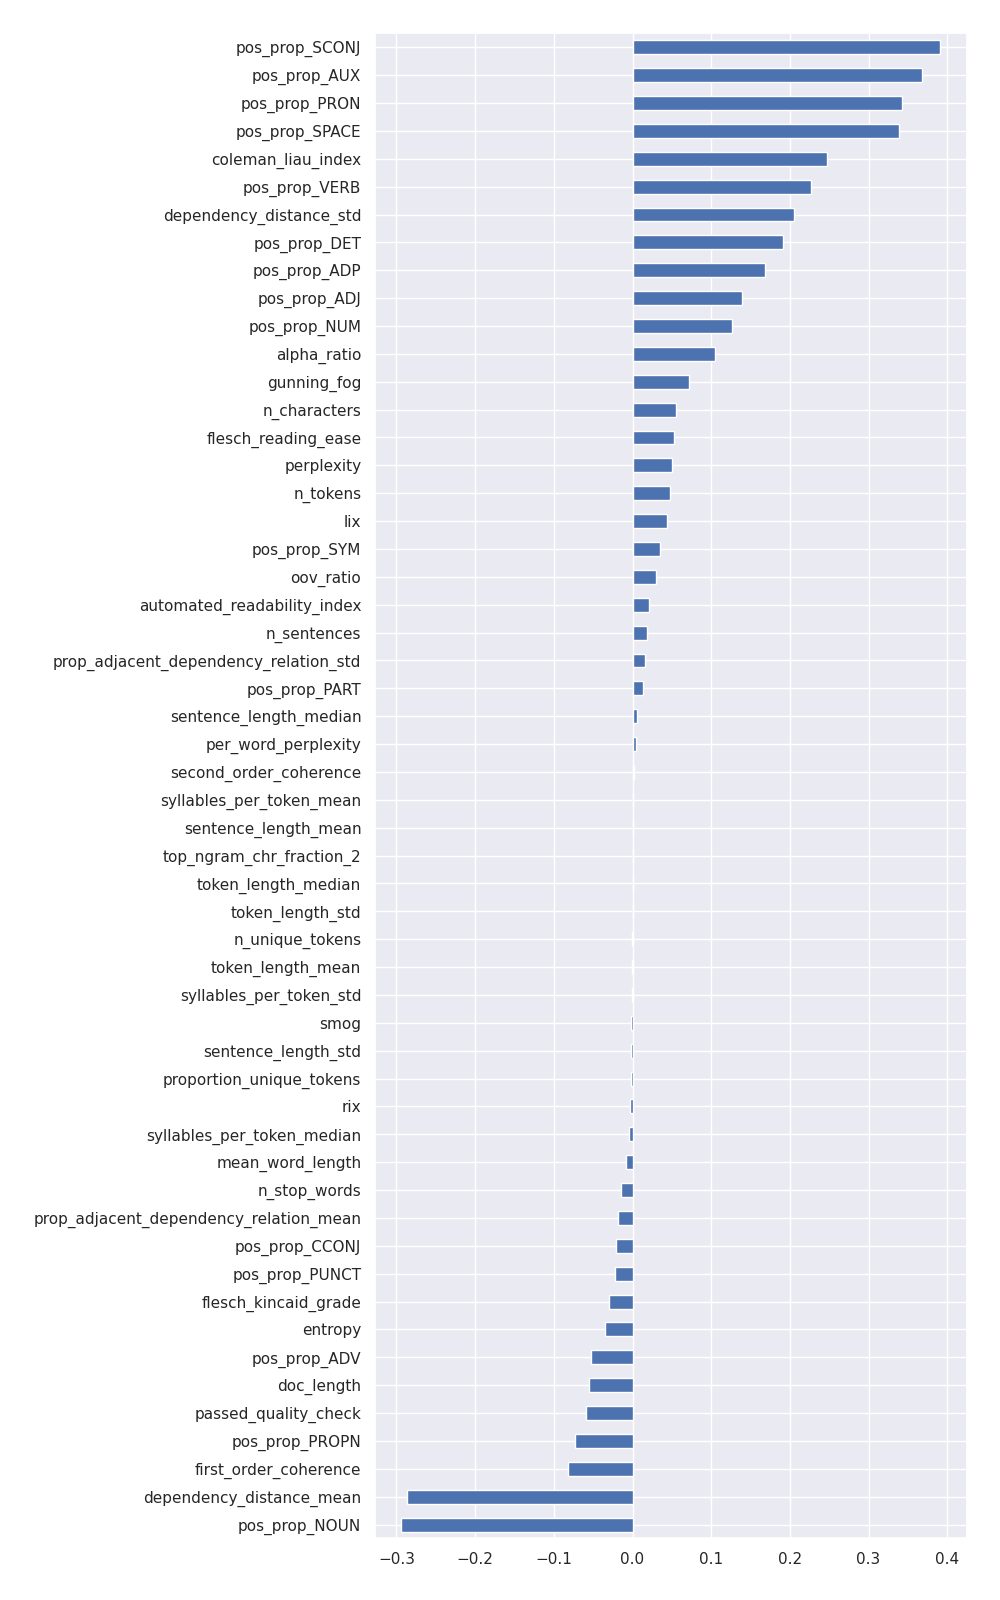 pos_prop_SCONJ
pos_prop_AUX
pos_prop_PRON
pos_prop_SPACE
coleman_liau_index
pos_prop_VERB
dependency_distance_std
pos_prop_DET
pos_prop_ADP
pos_prop_ADJ
pos_prop_NUM
alpha_ratio
gunning_fog
n_characters
flesch_reading_ease
perplexity
n_tokens
lix
pos_prop_SYM
oov_ratio
automated_readability_index
n_sentences
prop_adjacent_dependency_relation_std
pos_prop_PART
sentence_length_median
per_word_perplexity
second_order_coherence
syllables_per_token_mean
sentence_length_mean
top_ngram_chr_fraction_2
token_length_median
token_length_std
n_unique_tokens
token_length_mean
syllables_per_token_std
smog
sentence_length_std
proportion_unique_tokens
rix
syllables_per_token_median
mean_word_length
n_stop_words
prop_adjacent_dependency_relation_mean
pos_prop_CCONJ
pos_prop_PUNCT
flesch_kincaid_grade
entropy
pos_prop_ADV
doc_length
passed_quality_check
pos_prop_PROPN
first_order_coherence
dependency_distance_mean
pos_prop_NOUN
−0.3 −0.2 −0.1 0.0 0.1 0.2 0.3 0.4